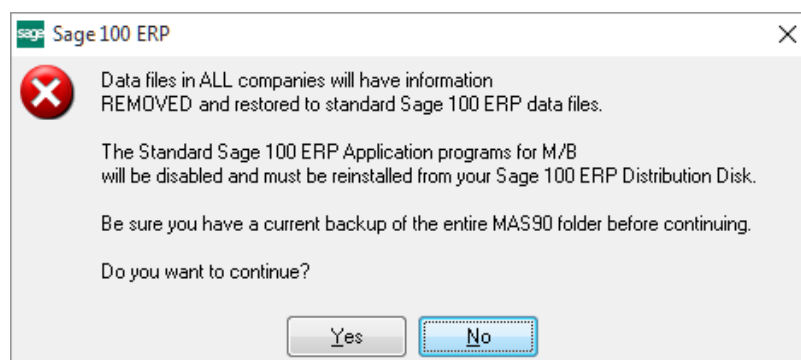 sage Sage 100 ERP
Data files in ALL companies will have information
REMOVED and restored to standard Sage 100 ERP data files.
The Standard Sage 100 ERP Application programs for M/B
will be disabled and must be reinstalled from your Sage 100 ERP Distribution Disk.
Be sure you have a current backup of the entire MAS90 folder before continuing.
Do you want to continue?
Yes No